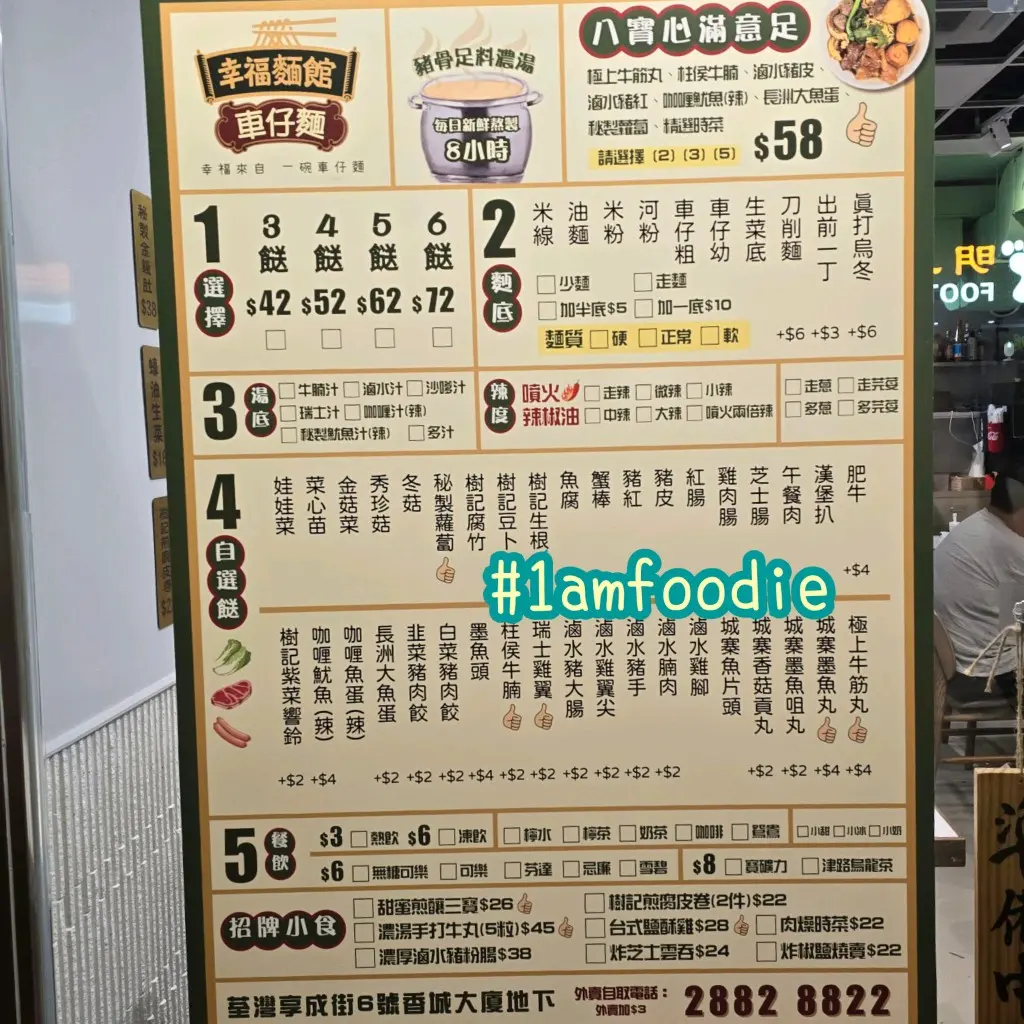 幸福麵館
車仔麵
幸福來自 一碗車仔麵
豬骨足料濃湯
每日新鮮熬製
8小時
八寶心滿意足
極上牛筋丸、柱侯牛腩、滷水豬皮、
滷水豬紅、咖喱魷魚(辣)、長洲大魚蛋、
秘製蘿蔔、精選時菜
請選擇 (2) (3) (5) $58
1 選擇
3餸 4餸 5餸 6餸
$42 $52 $62 $72
2 麵底
米線 油麵 米粉 河粉 車仔粗 車仔幼 生菜底 刀削麵 出前一丁 真打烏冬
少麵 走麵
加半底$5 加一底$10
麵質 硬 正常 軟
+$6 +$3 +$6
3 湯底
牛腩汁 滷水汁 沙嗲汁
瑞士汁 咖喱汁(辣)
秘製魷魚汁(辣) 多汁
辣度
噴火 走辣 微辣 小辣
辣椒油 中辣 大辣 噴火兩倍辣
走蔥 走芫荽
多蔥 多芫荽
4 自選餸
娃娃菜 菜心苗 金菇菜 秀珍菇 冬菇 秘製蘿蔔 樹記腐竹 樹記豆卜 樹記生根 魚腐 蟹棒 豬紅 豬皮 紅腸 雞肉腸 芝士腸 午餐肉 漢堡扒 肥牛
+$4
#1amfoodie
樹記紫菜響鈴 咖喱魷魚(辣) 咖喱魚蛋(辣) 長洲大魚蛋 韭菜豬肉餃 白菜豬肉餃 墨魚頭 柱侯牛腩 瑞士雞翼 滷水豬大腸 滷水雞翼尖 滷水豬手 滷水腩肉 滷水雞腳 城寨魚片頭 城寨香菇貢丸 城寨墨魚咀丸 城寨墨魚丸 極上牛筋丸
+$2 +$4 +$2 +$2 +$2 +$4 +$2 +$2 +$2 +$2 +$2 +$2 +$2 +$2 +$4 +$4
5 餐飲
$3 熱飲 $6 凍飲 檸水 檸茶 奶茶 咖啡 鴛鴦 小甜 小冰 小奶
$6 無糖可樂 可樂 芬達 忌廉 雪碧 $8 寶礦力 津路烏龍茶
招牌小食
甜蜜煎釀三寶$26 樹記煎腐皮卷(2件)$22
濃湯手打牛丸(5粒)$45 台式鹽酥雞$28 肉燥時菜$22
濃厚滷水豬粉腸$38 炸芝士雲吞$24 炸椒鹽燒賣$22
荃灣享成街6號香城大廈地下
外賣自取電話：
外賣加$3
2882 8822
秘製金錢肚 $38
蠔油生菜